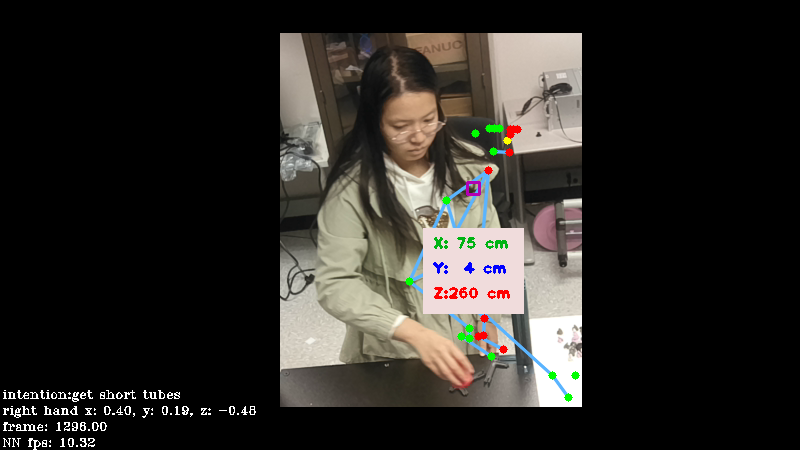 FANUC
X: 75 cm
Y: 4 cm
Z:260 cm
intention:get short tubes
right hand x: 0.40, y: 0.19, z: -0.48
frame: 1296.00
NN fps: 10.32